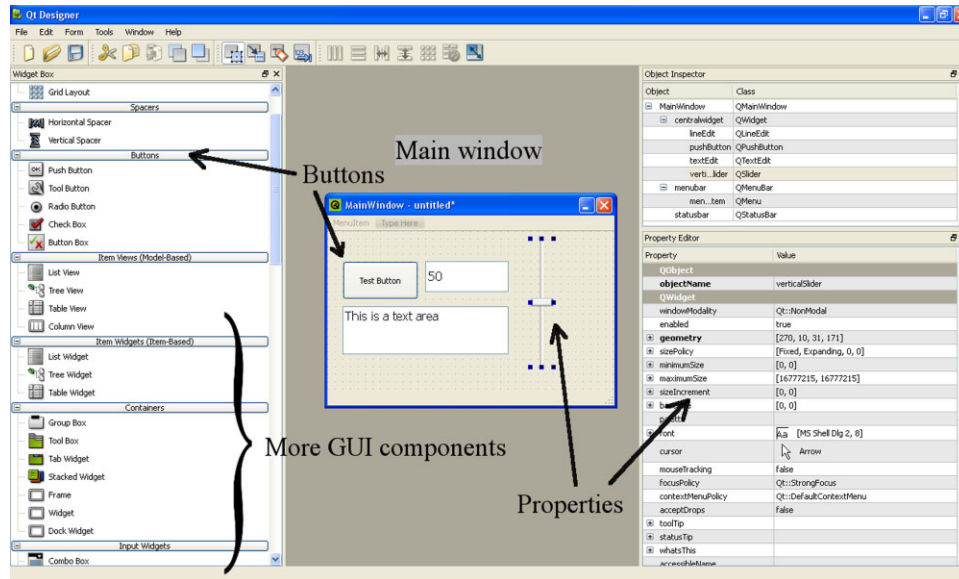 Qt Designer
File Edit Form Tools Window Help
Widget Box
Grid Layout
Spacers
Horizontal Spacer
Vertical Spacer
Buttons
Push Button
Tool Button
Radio Button
Check Box
Button Box
Item Views (Model-Based)
List View
Tree View
Table View
Column View
Item Widgets (Item-Based)
List Widget
Tree Widget
Table Widget
Containers
Group Box
Tool Box
Tab Widget
Stacked Widget
Frame
Widget
Dock Widget
Input Widgets
Combo Box
Main window
Buttons
MainWindow - untitled*
MenuItem Type Here
Test Button
50
This is a text area
More GUI components
Properties
Object Inspector
Object Class
MainWindow QMainWindow
centralwidget QWidget
lineEdit QLineEdit
pushButton QPushButton
textEdit QTextEdit
verti...lider QSlider
menubar QMenuBar
men...tem QMenu
statusbar QStatusBar
Property Editor
Property Value
QObject
objectName verticalSlider
QWidget
windowModality Qt::NonModal
enabled true
geometry [270, 10, 31, 171]
sizePolicy [Fixed, Expanding, 0, 0]
minimumSize [0, 0]
maximumSize [16777215, 16777215]
sizeIncrement [0, 0]
[0, 0]
font Aa [MS Shell Dlg 2, 8]
cursor Arrow
mouseTracking false
focusPolicy Qt::StrongFocus
contextMenuPolicy Qt::DefaultContextMenu
acceptDrops false
toolTip
statusTip
whatsThis
accessibleName